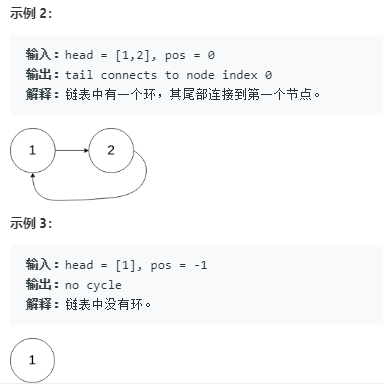 示例 2：
输入：head = [1,2], pos = 0
输出：tail connects to node index 0
解释：链表中有一个环，其尾部连接到第一个节点。
1 2
示例 3：
输入：head = [1], pos = -1
输出：no cycle
解释：链表中没有环。
1